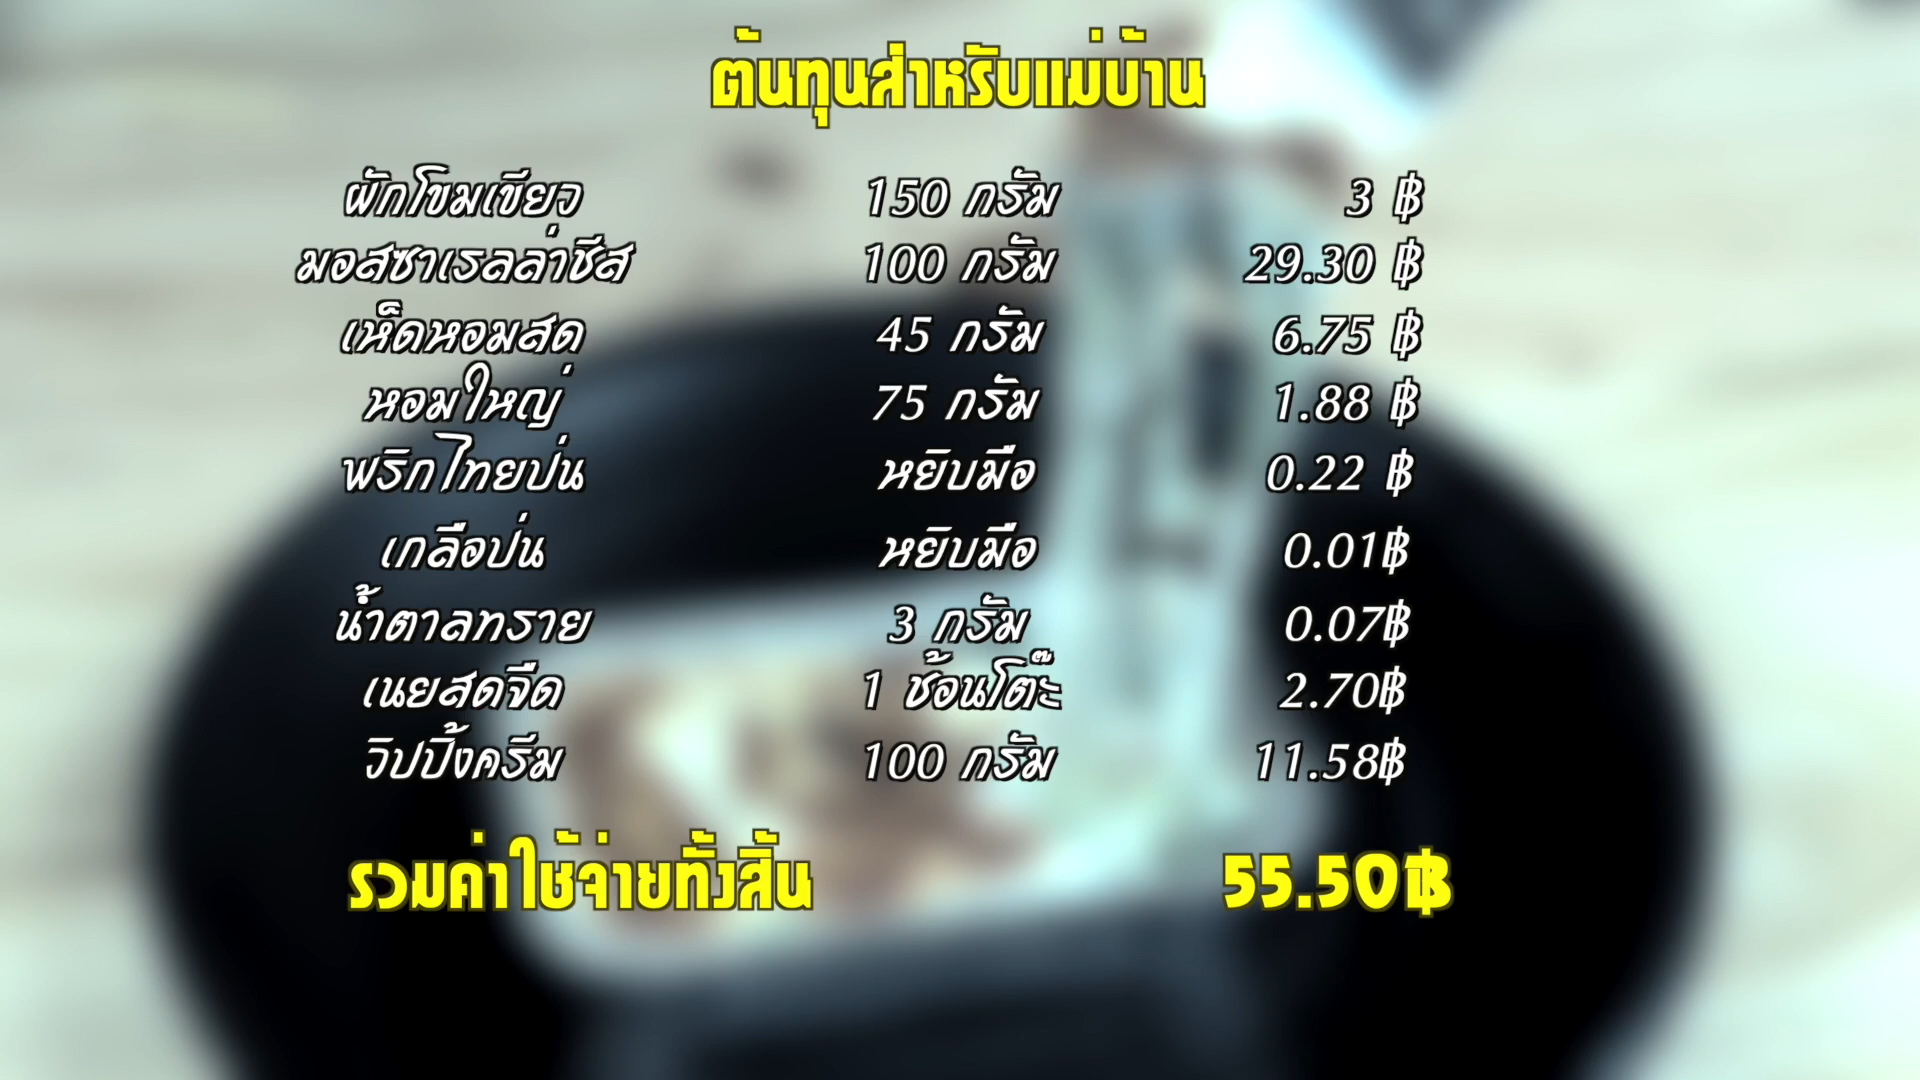 ต้นทุนสำหรับแม่บ้าน
ผักโขมเขียว 150 กรัม 3 ฿
มอสซาเรลล่าชีส 100 กรัม 29.30 ฿
เห็ดหอมสด 45 กรัม 6.75 ฿
หอมใหญ่ 75 กรัม 1.88 ฿
พริกไทยป่น หยิบมือ 0.22 ฿
เกลือป่น หยิบมือ 0.01฿
น้ำตาลทราย 3 กรัม 0.07฿
เนยสดจืด 1 ช้อนโต๊ะ 2.70฿
วิปปิ้งครีม 100 กรัม 11.58฿
รวมค่าใช้จ่ายทั้งสิ้น 55.50฿